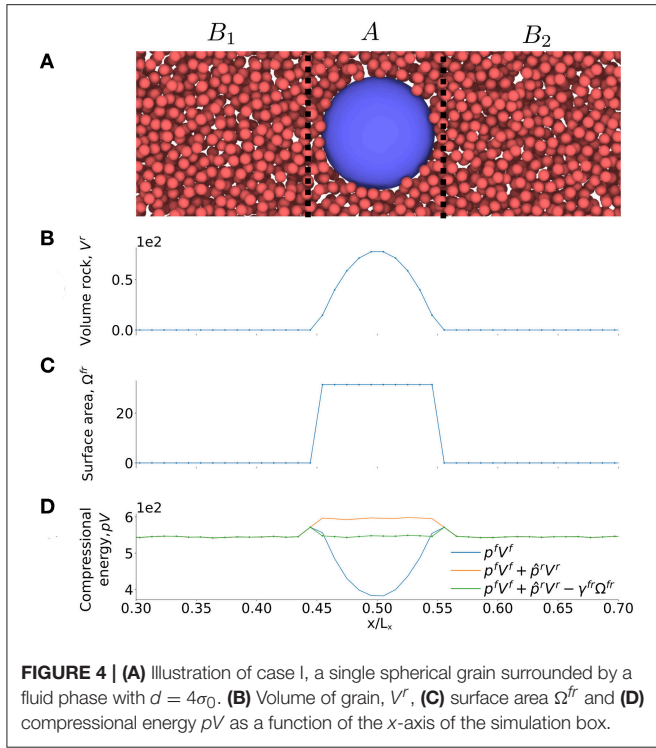 B₁ A B₂
A
B
1e2
Volume rock, Vʳ
0.5
0.0
C
Surface area, Ωᶠʳ
20
0
D
1e2
Compressional
energy, pV
6
5
4
pᶠVᶠ
pᶠVᶠ + p̂ʳVʳ
pᶠVᶠ + p̂ʳVʳ − γᶠʳΩᶠʳ
0.30 0.35 0.40 0.45 0.50 0.55 0.60 0.65 0.70
x/Lₓ
FIGURE 4 | (A) Illustration of case I, a single spherical grain surrounded by a
fluid phase with d = 4σ₀. (B) Volume of grain, Vʳ, (C) surface area Ωᶠʳ and (D)
compressional energy pV as a function of the x-axis of the simulation box.